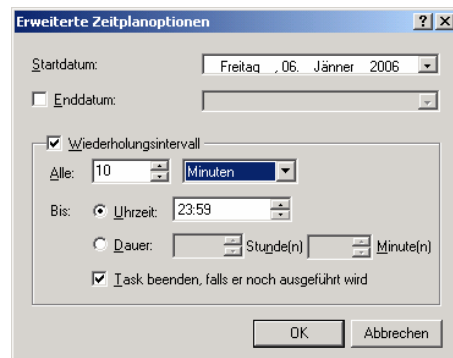 Erweiterte Zeitplanoptionen
Startdatum: Freitag , 06. Jänner 2006
Enddatum:
Wiederholungsintervall
Alle: 10 Minuten
Bis: Uhrzeit: 23:59
Dauer: Stunde(n) Minute(n)
Task beenden, falls er noch ausgeführt wird
OK Abbrechen